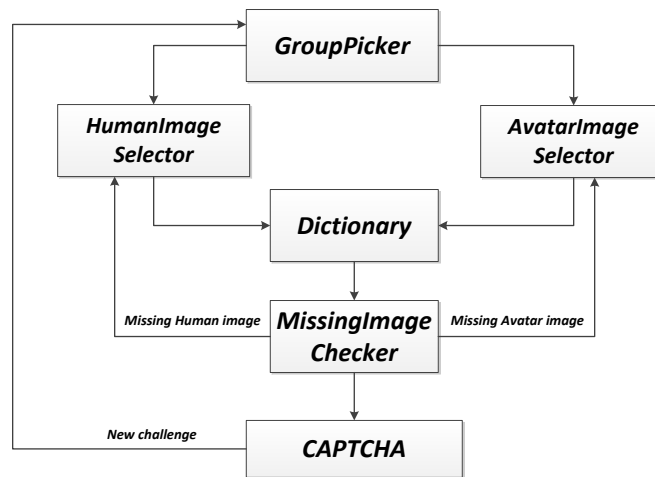 GroupPicker
HumanImage
Selector
AvatarImage
Selector
Dictionary
Missing Human image
MissingImage
Checker
Missing Avatar image
New challenge
CAPTCHA